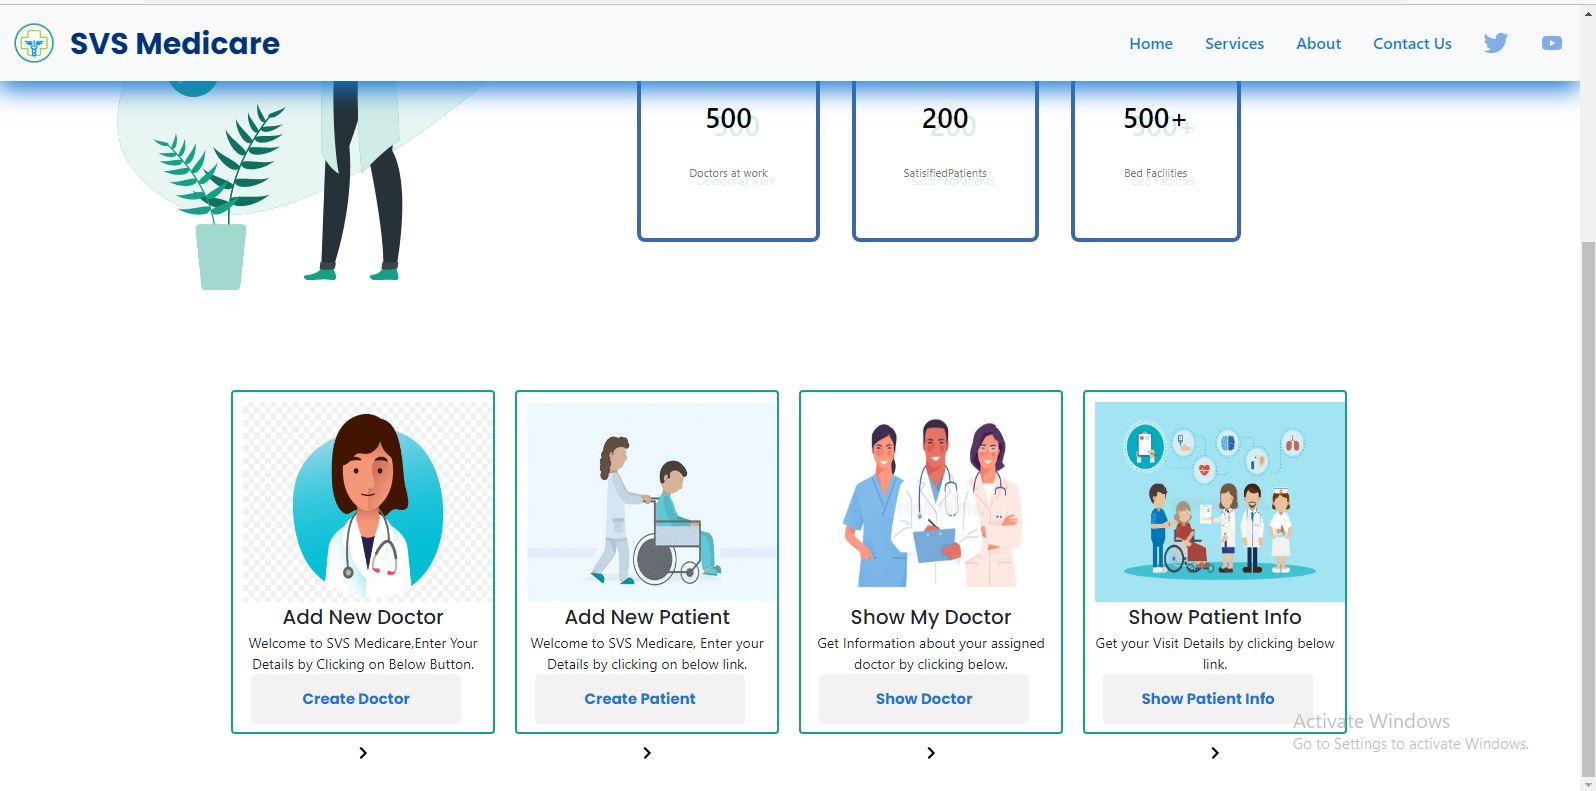 SVS Medicare
Home Services About Contact Us
500 200 500+
Doctors at work SatisifiedPatients Bed Facilities
Add New Doctor
Welcome to SVS Medicare,Enter Your
Details by Clicking on Below Button.
Create Doctor
Add New Patient
Welcome to SVS Medicare, Enter your
Details by clicking on below link.
Create Patient
Show My Doctor
Get Information about your assigned
doctor by clicking below.
Show Doctor
Show Patient Info
Get your Visit Details by clicking below
link.
Show Patient Info
Activate Windows
Go to Settings to activate Windows.